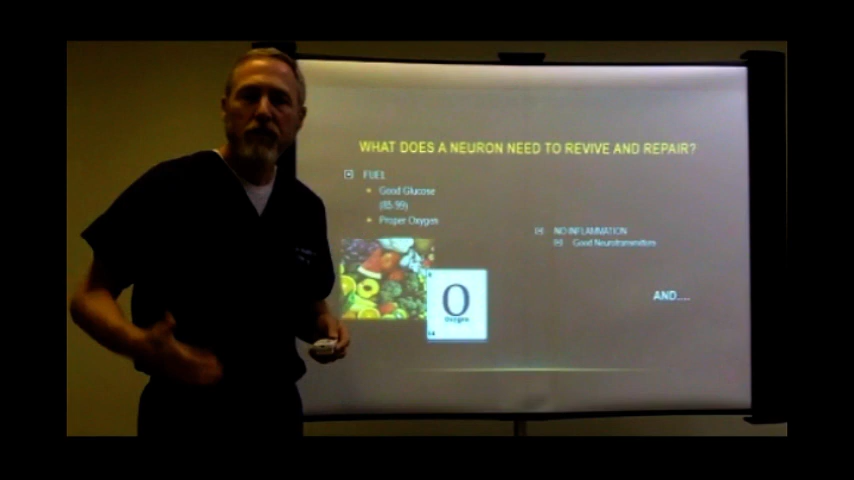 WHAT DOES A NEURON NEED TO REVIVE AND REPAIR?
FUEL
Good Glucose
(85-99)
Proper Oxygen
NO INFLAMMATION
Good Neurotransmitters
O
Oxygen
AND....